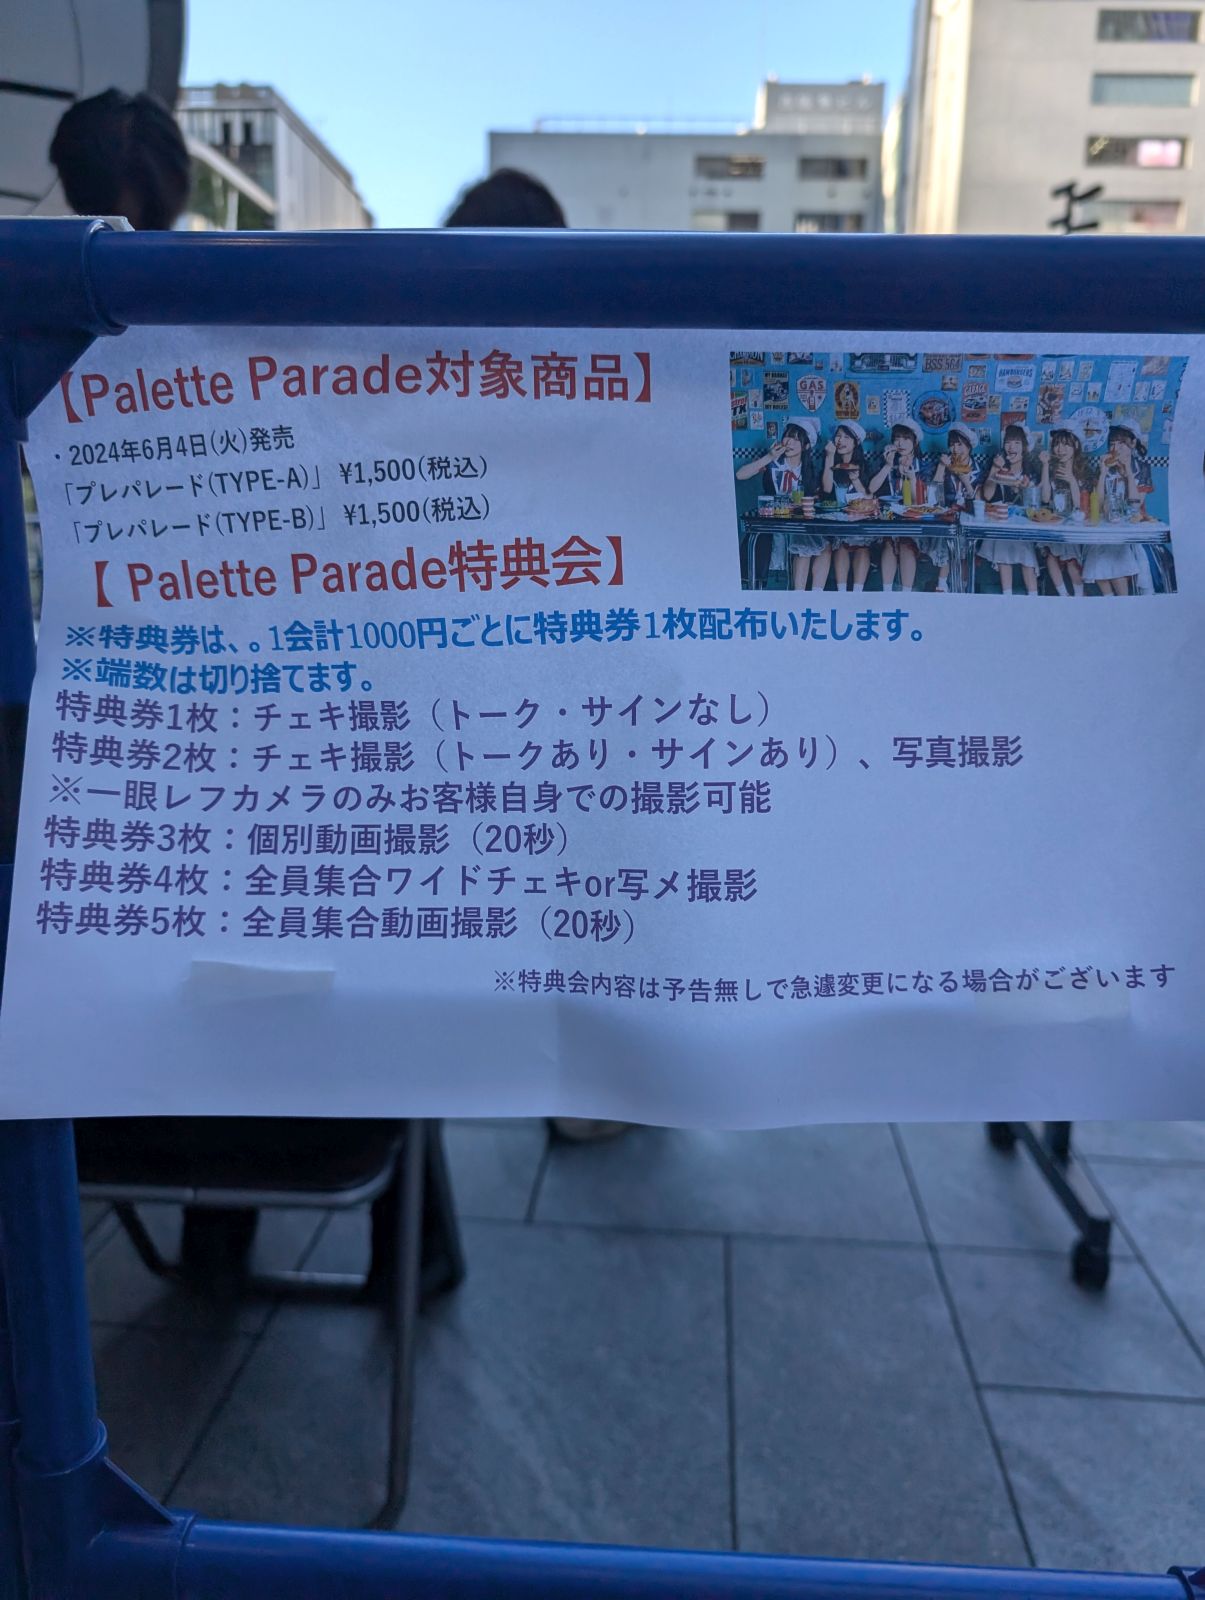 【Palette Parade対象商品】
・2024年6月4日(火)発売
「プレパレード(TYPE-A)」 ¥1,500(税込)
「プレパレード(TYPE-B)」 ¥1,500(税込)
【 Palette Parade特典会】
※特典券は、。1会計1000円ごとに特典券1枚配布いたします。
※端数は切り捨てます。
特典券1枚：チェキ撮影（トーク・サインなし）
特典券2枚：チェキ撮影（トークあり・サインあり）、写真撮影
※一眼レフカメラのみお客様自身での撮影可能
特典券3枚：個別動画撮影（20秒）
特典券4枚：全員集合ワイドチェキor写メ撮影
特典券5枚：全員集合動画撮影（20秒）
※特典会内容は予告無しで急遽変更になる場合がございます
GAS
BSS 564